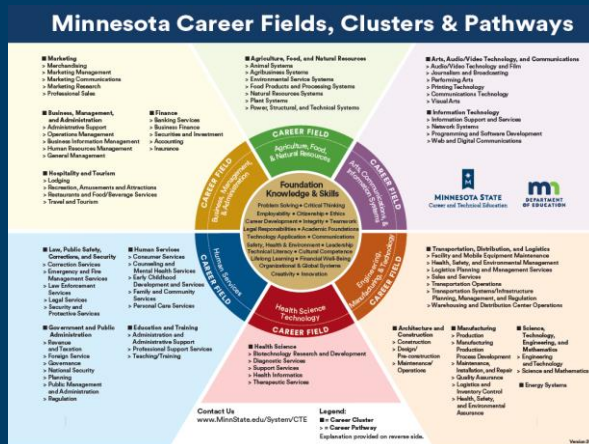 Minnesota Career Fields, Clusters & Pathways
■ Marketing
> Merchandising
> Marketing Management
> Marketing Communications
> Marketing Research
> Professional Sales
■ Business, Management,
and Administration
> Administrative Support
> Operations Management
> Business Information Management
> Human Resources Management
> General Management
■ Finance
> Banking Services
> Business Finance
> Securities and Investment
> Accounting
> Insurance
■ Hospitality and Tourism
> Lodging
> Recreation, Amusements and Attractions
> Restaurants and Food/Beverage Services
> Travel and Tourism
■ Agriculture, Food, and Natural Resources
> Animal Systems
> Agribusiness Systems
> Environmental Service Systems
> Food Products and Processing Systems
> Natural Resources Systems
> Plant Systems
> Power, Structural, and Technical Systems
■ Arts, Audio/Video Technology, and Communications
> Audio/Video Technology and Film
> Journalism and Broadcasting
> Performing Arts
> Printing Technology
> Communications Technology
> Visual Arts
■ Information Technology
> Information Support and Services
> Network Systems
> Programming and Software Development
> Web and Digital Communications
CAREER FIELD
Agriculture, Food,
& Natural Resources
CAREER FIELD
Business, Management,
& Administration
CAREER FIELD
Arts, Communications, &
Information Systems
Foundation
Knowledge & Skills
Problem Solving • Critical Thinking
Employability • Citizenship • Ethics
Career Development • Integrity • Teamwork
Legal Responsibilities • Academic Foundations
Technology Application • Communications
Safety, Health & Environment • Leadership
Technical Literacy • Cultural Competence
Lifelong Learning • Financial Well-Being
Organizational & Global Systems
Creativity • Innovation
MINNESOTA STATE
Career and Technical Education
DEPARTMENT
OF EDUCATION
CAREER FIELD
Human Services
CAREER FIELD
Engineering,
Manufacturing, &
Technology
Health Science
Technology
CAREER FIELD
■ Law, Public Safety,
Corrections, and Security
> Correction Services
> Emergency and Fire
Management Services
> Law Enforcement
Services
> Legal Services
> Security and
Protective Services
■ Human Services
> Consumer Services
> Counseling and
Mental Health Services
> Early Childhood
Development and Services
> Family and Community
Services
> Personal Care Services
■ Government and Public
Administration
> Revenue
and Taxation
> Foreign Service
> Governance
> National Security
> Planning
> Public Management
and Administration
> Regulation
■ Education and Training
> Administration and
Administrative Support
> Professional Support Services
> Teaching/Training
■ Health Science
> Biotechnology Research and Development
> Diagnostic Services
> Support Services
> Health Information
> Therapeutic Services
■ Transportation, Distribution, and Logistics
> Facility and Mobile Equipment Maintenance
> Health, Safety, and Environmental Management
> Logistics Planning and Management Services
> Sales and Services
> Transportation Operations
> Transportation Systems/Infrastructure
Planning, Management, and Regulation
> Warehousing and Distribution Center Operations
■ Architecture and
Construction
> Construction
> Design/
Pre-construction
> Maintenance/
Operations
■ Manufacturing
> Production
> Manufacturing
Production
Process Development
> Maintenance,
Installation, and Repair
> Quality Assurance
> Logistics and
Inventory Control
> Health, Safety,
and Environmental
Assurance
■ Science,
Technology,
Engineering, and
Mathematics
> Engineering
and Technology
> Science and Mathematics
■ Energy Systems
Contact Us
www.MinnState.edu/System/CTE
Legend:
■ = Career Cluster
> = Career Pathway
Explanation provided on reverse side.